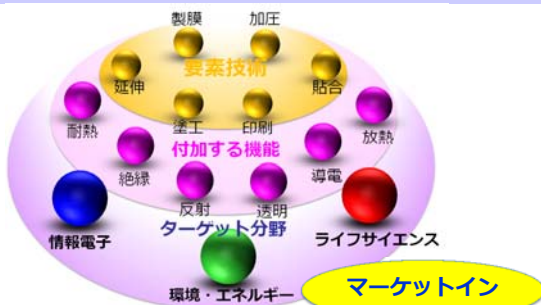 製膜
加圧
要素技術
延伸
貼合
塗工
印刷
耐熱
放熱
付加する機能
絶縁
導電
反射
透明
ターゲット分野
情報電子
ライフサイエンス
環境・エネルギー
マーケットイン